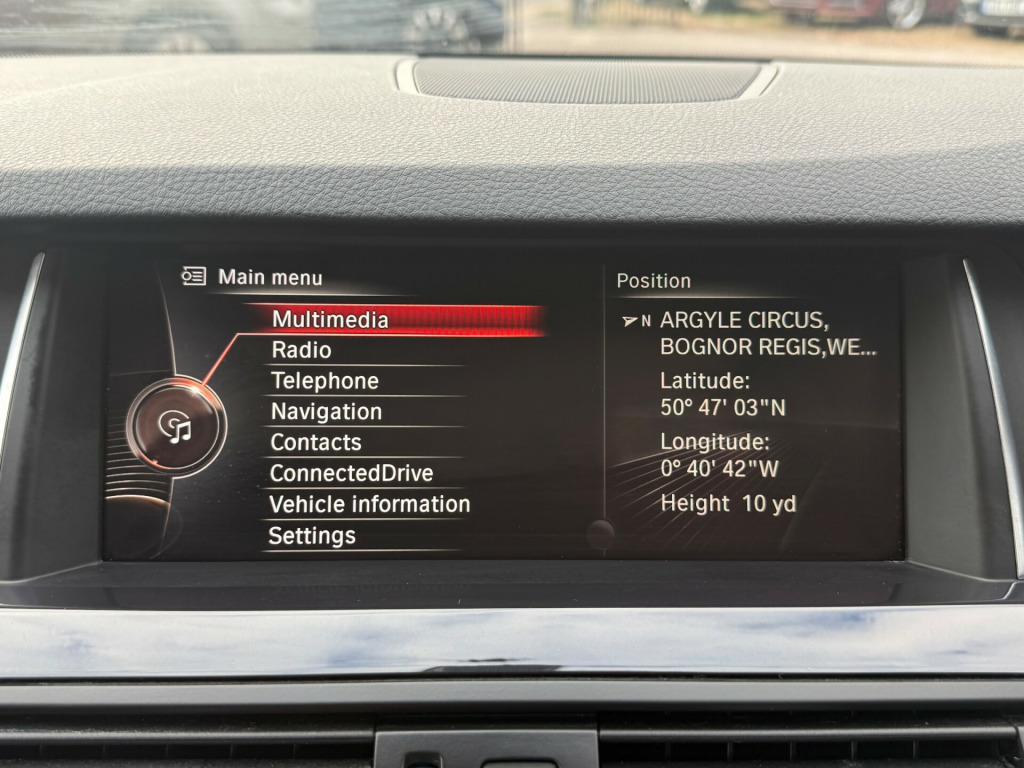 Main menu
Multimedia
Radio
Telephone
Navigation
Contacts
ConnectedDrive
Vehicle information
Settings
Position
N ARGYLE CIRCUS,
BOGNOR REGIS,WE...
Latitude:
50° 47' 03"N
Longitude:
0° 40' 42"W
Height 10 yd